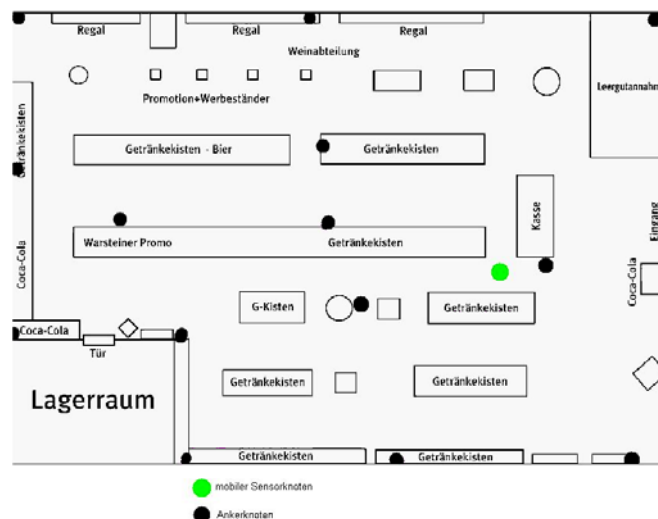 Regal
Regal
Regal
Weinabteilung
Leergutannahm
Promotion+Werbeständer
Getränkekisten
Getränkekisten - Bier
Getränkekisten
Kasse
Eingang
Warsteiner Promo
Getränkekisten
Coca-Cola
Coca-Cola
G-Kisten
Getränkekisten
Coca-Cola
Tür
Getränkekisten
Getränkekisten
Lagerraum
Getränkekisten
Getränkekisten
mobiler Sensorknoten
Ankerknoten